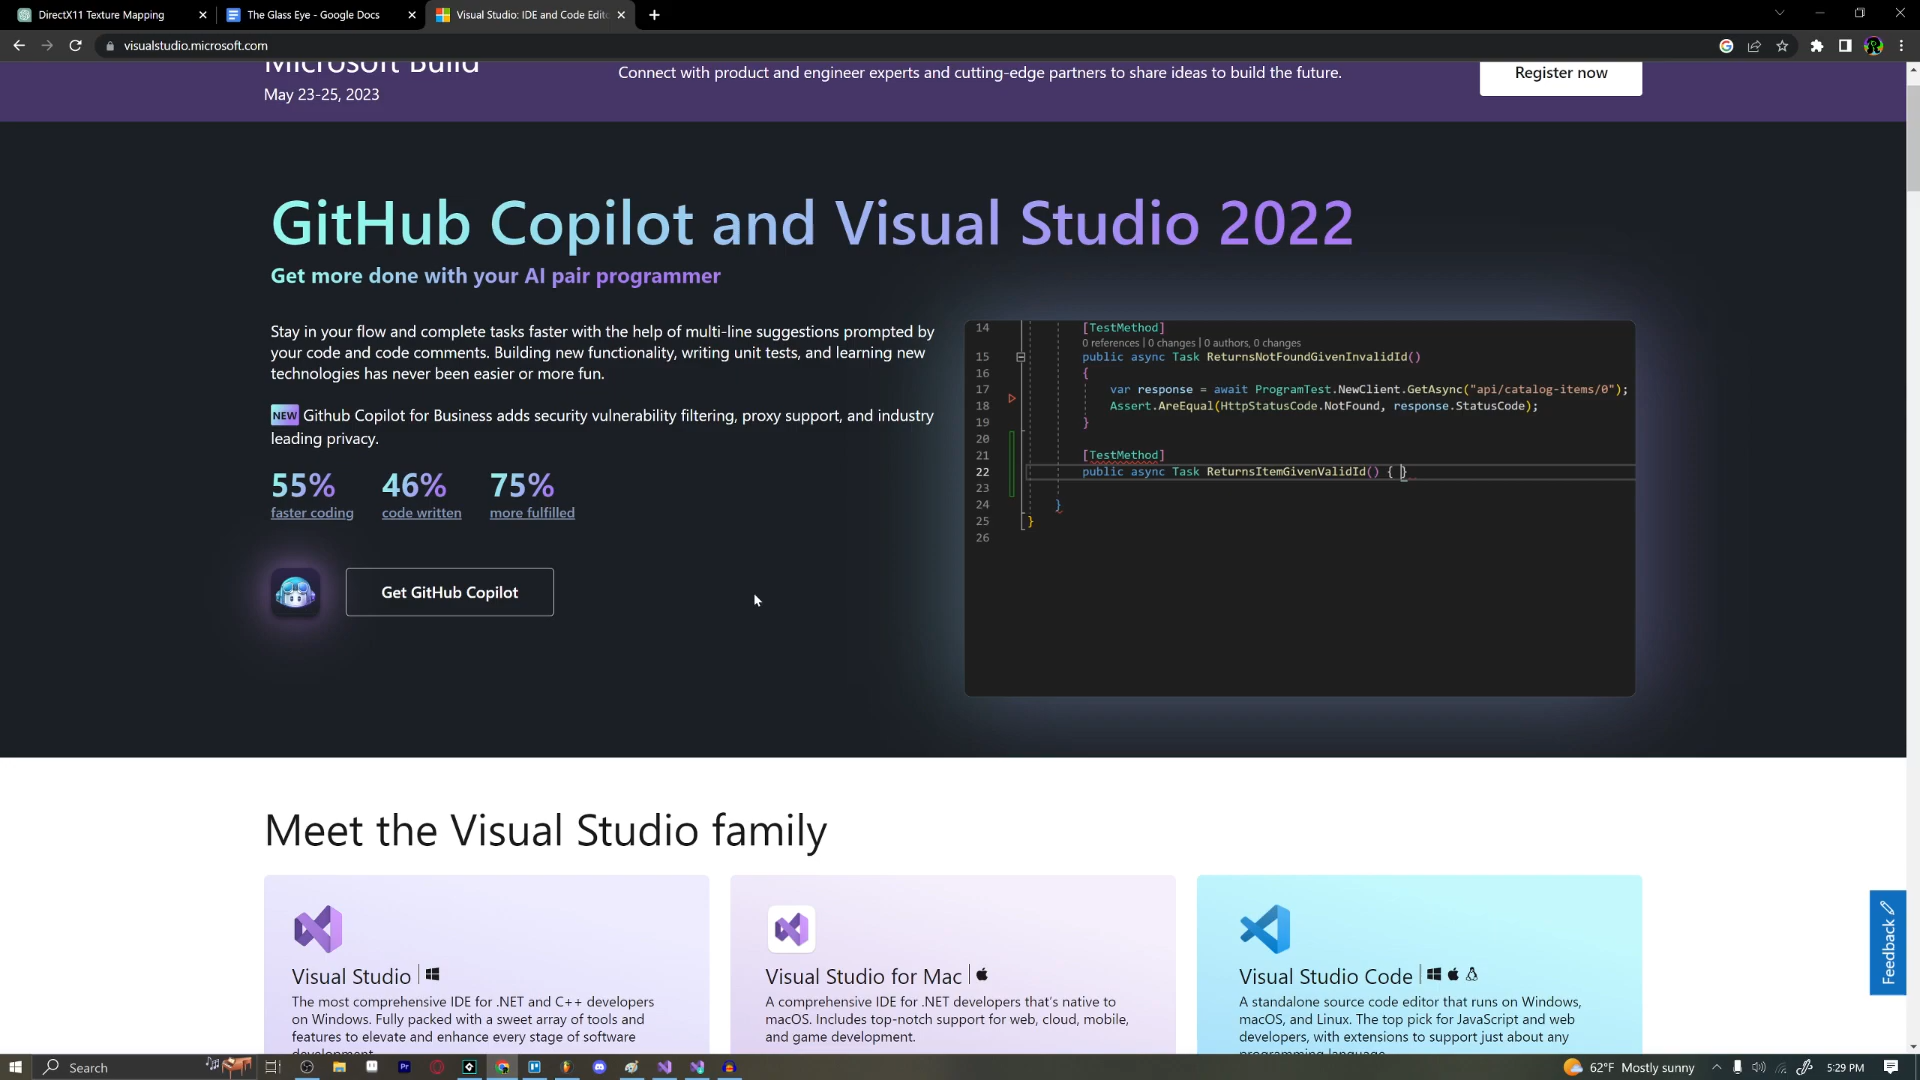 DirectX11 Texture Mapping
The Glass Eye - Google Docs
Visual Studio: IDE and Code Edito
visualstudio.microsoft.com
Microsoft Build
May 23-25, 2023
Connect with product and engineer experts and cutting-edge partners to share ideas to build the future.
Register now
GitHub Copilot and Visual Studio 2022
Get more done with your AI pair programmer
Stay in your flow and complete tasks faster with the help of multi-line suggestions prompted by
your code and code comments. Building new functionality, writing unit tests, and learning new
technologies has never been easier or more fun.
NEW Github Copilot for Business adds security vulnerability filtering, proxy support, and industry
leading privacy.
55% 46% 75%
faster coding code written more fulfilled
Get GitHub Copilot
14 [TestMethod]
0 references | 0 changes | 0 authors, 0 changes
15 public async Task ReturnsNotFoundGivenInvalidId()
16 {
17 var response = await ProgramTest.NewClient.GetAsync("api/catalog-items/0");
18 Assert.AreEqual(HttpStatusCode.NotFound, response.StatusCode);
19 }
20
21 [TestMethod]
22 public async Task ReturnsItemGivenValidId() { }
23
24 }
25 }
26
Meet the Visual Studio family
Visual Studio
The most comprehensive IDE for .NET and C++ developers
on Windows. Fully packed with a sweet array of tools and
features to elevate and enhance every stage of software
development.
Visual Studio for Mac
A comprehensive IDE for .NET developers that's native to
macOS. Includes top-notch support for web, cloud, mobile,
and game development.
Visual Studio Code
A standalone source code editor that runs on Windows,
macOS, and Linux. The top pick for JavaScript and web
developers, with extensions to support just about any
programming language.
Feedback
Search
Pr
62°F Mostly sunny
5:29 PM